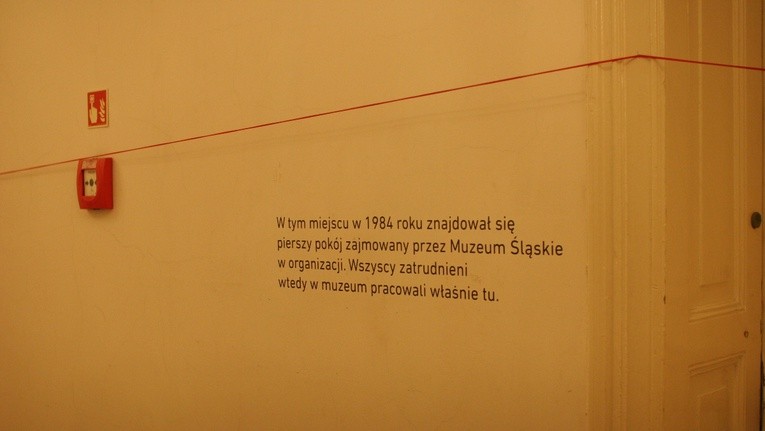 W tym miejscu w 1984 roku znajdował się
pierszy pokój zajmowany przez Muzeum Śląskie
w organizacji. Wszyscy zatrudnieni
wtedy w muzeum pracowali właśnie tu.